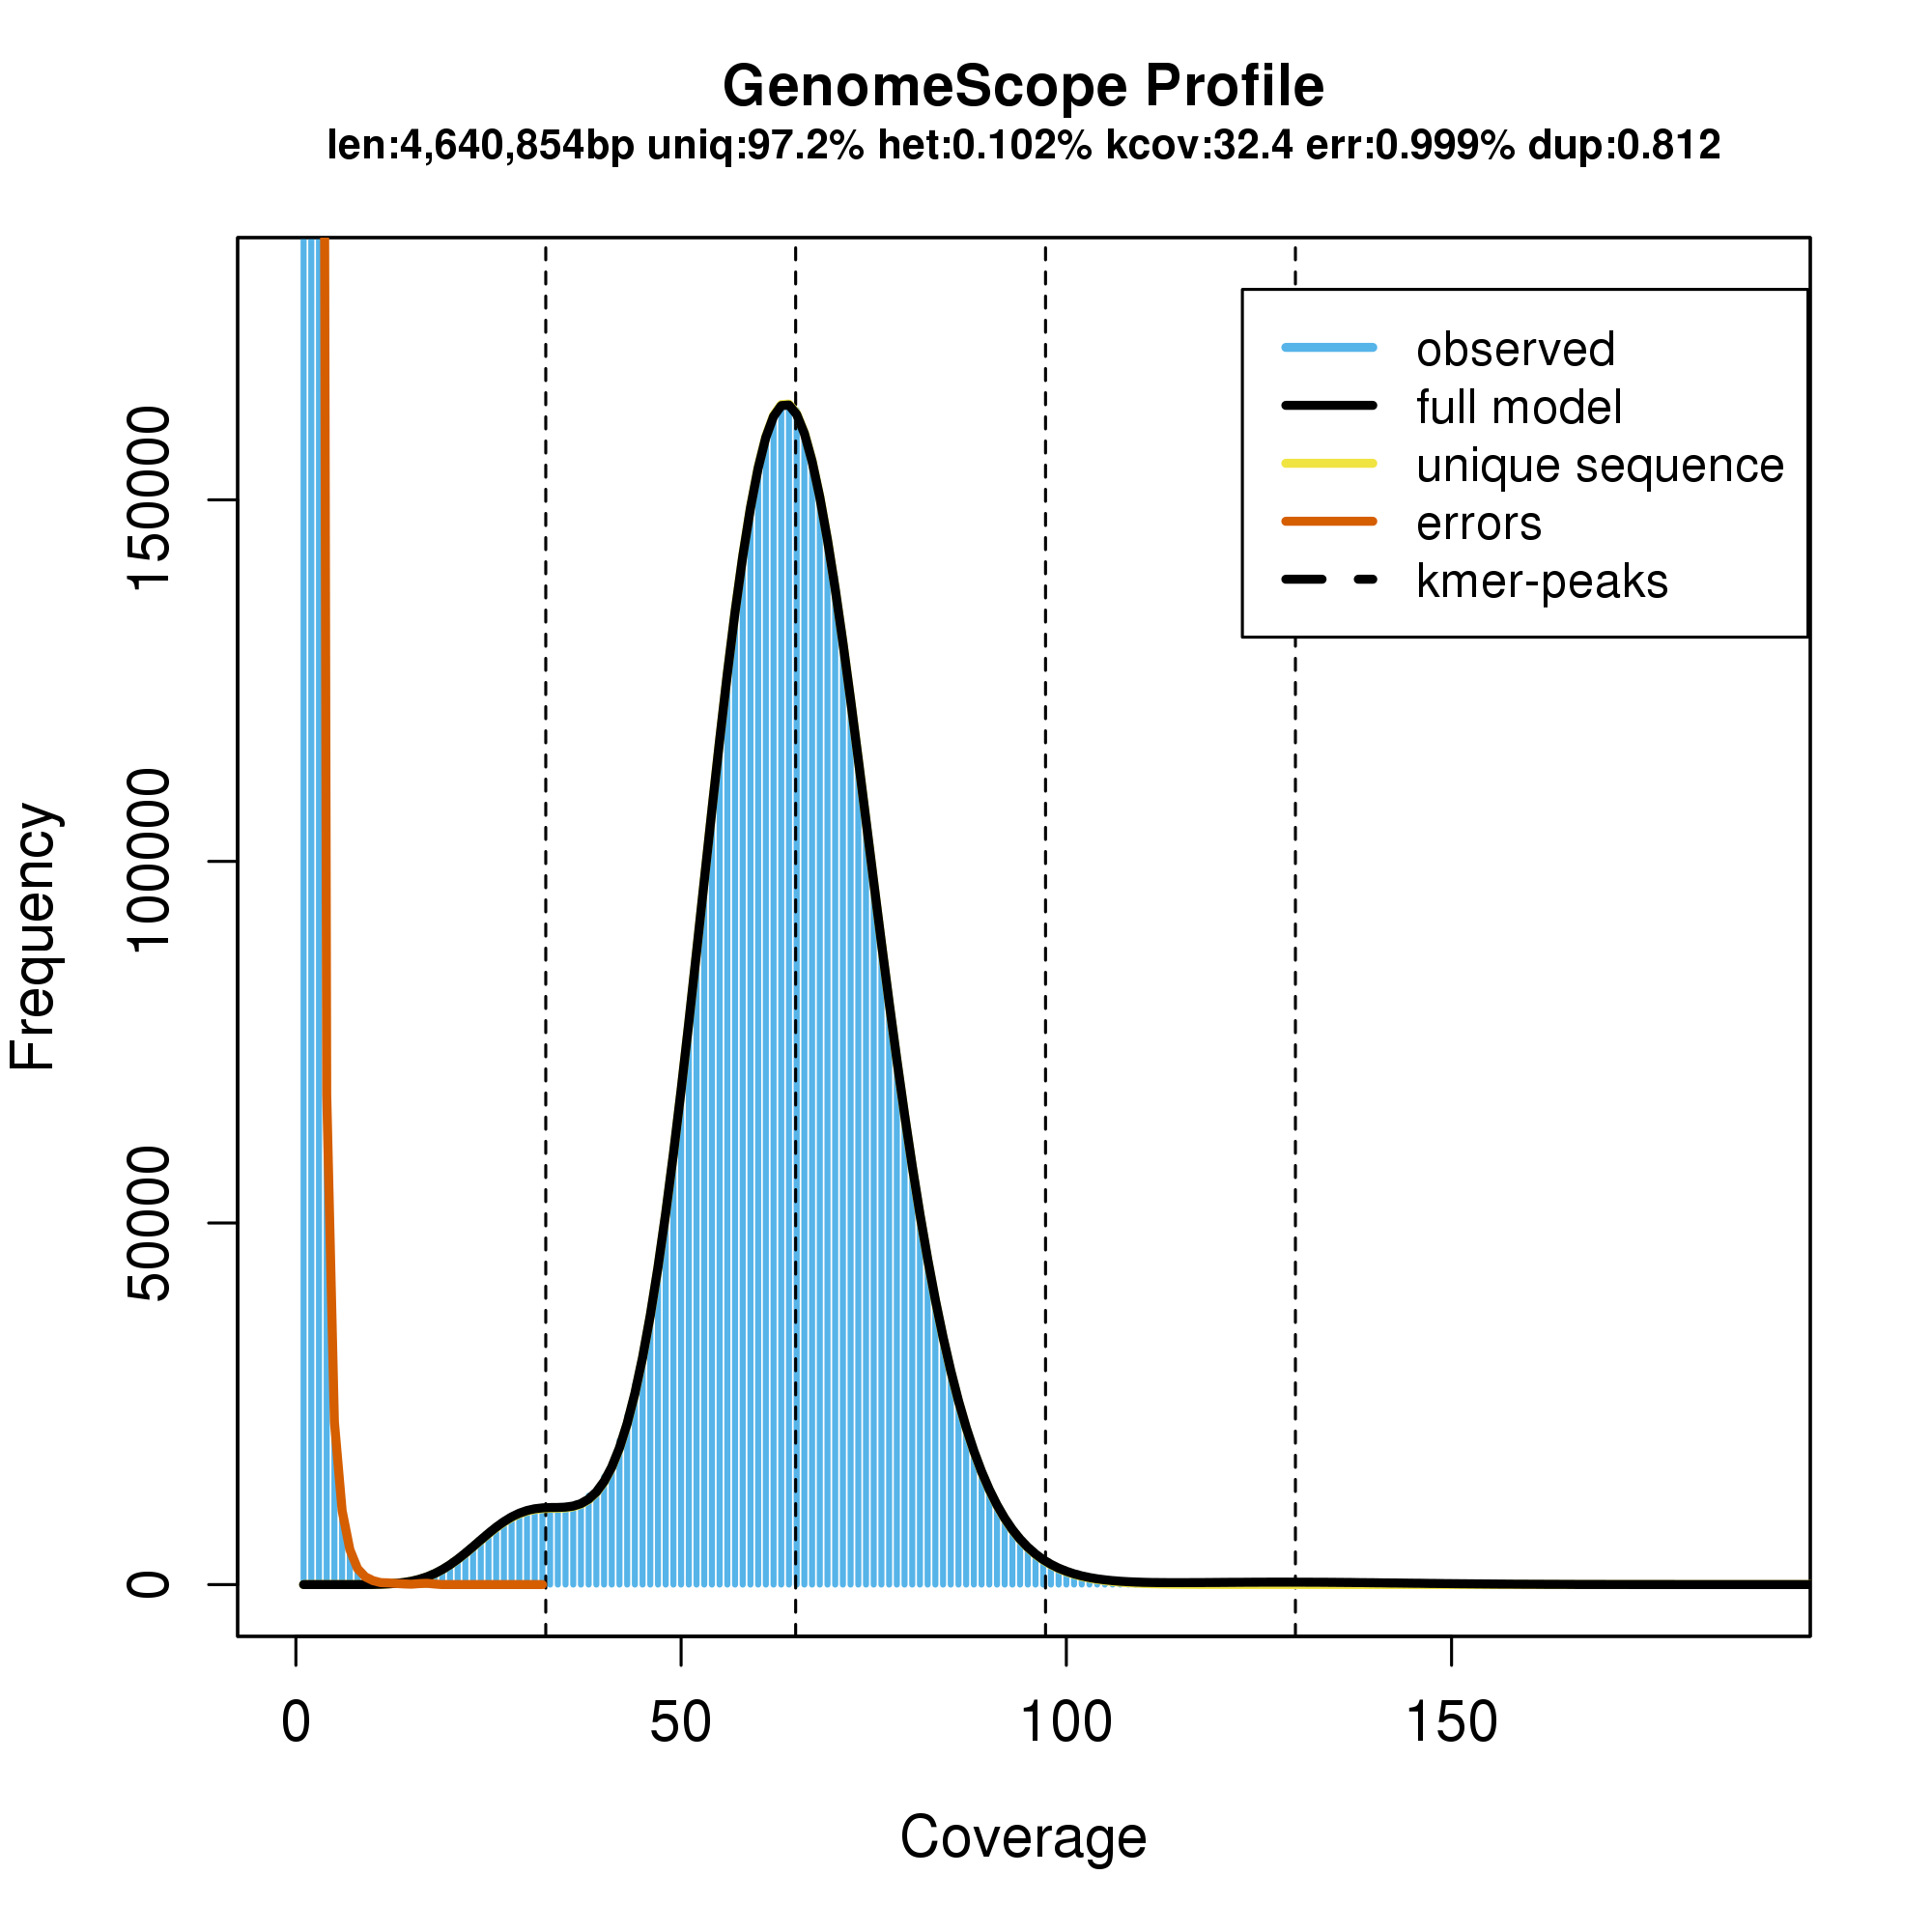 GenomeScope Profile
len:4,640,854bp uniq:97.2% het:0.102% kcov:32.4 err:0.999% dup:0.812
observed
full model
unique sequence
errors
kmer-peaks
Frequency
150000
100000
50000
0
0 50 100 150
Coverage